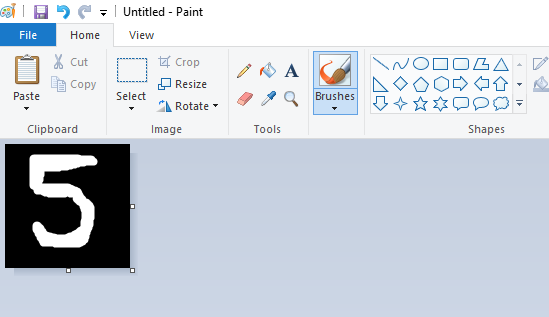 Untitled - Paint
File Home View
Paste Cut Copy
Select Crop Resize Rotate
A
Brushes
Clipboard Image Tools Shapes
5